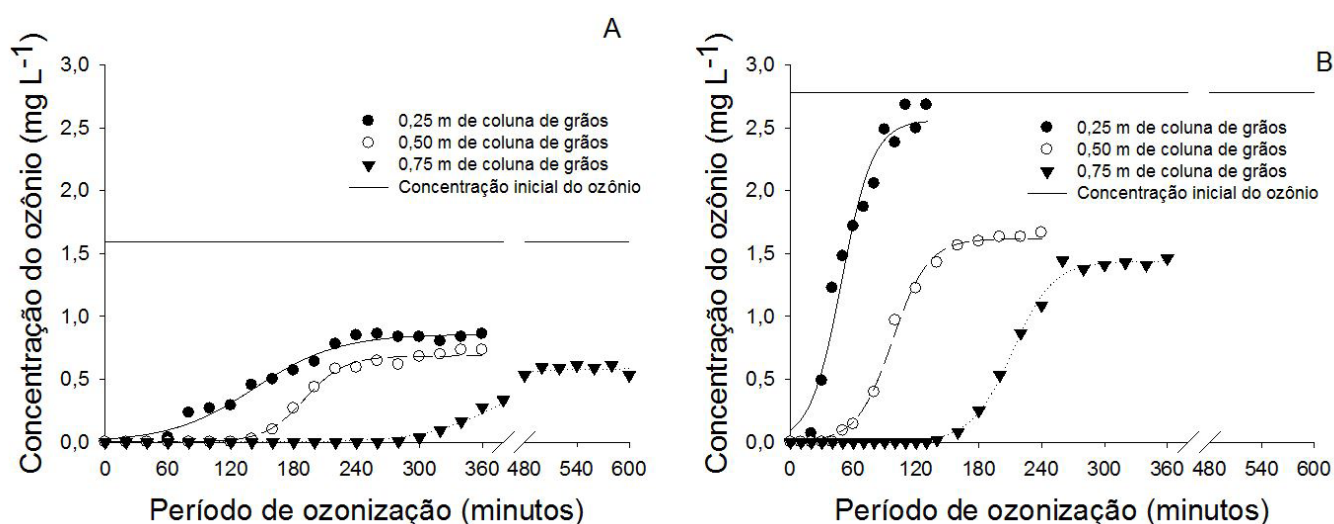 A
Concentração do ozônio (mg L⁻¹)
3,0
2,5
2,0
1,5
1,0
0,5
0,0
0,25 m de coluna de grãos
0,50 m de coluna de grãos
0,75 m de coluna de grãos
Concentração inicial do ozônio
0 60 120 180 240 300 360 480 540 600
Período de ozonização (minutos)
B
Concentração do ozônio (mg L⁻¹)
3,0
2,5
2,0
1,5
1,0
0,5
0,0
0,25 m de coluna de grãos
0,50 m de coluna de grãos
0,75 m de coluna de grãos
Concentração inicial do ozônio
0 60 120 180 240 300 360 480 540 600
Período de ozonização (minutos)